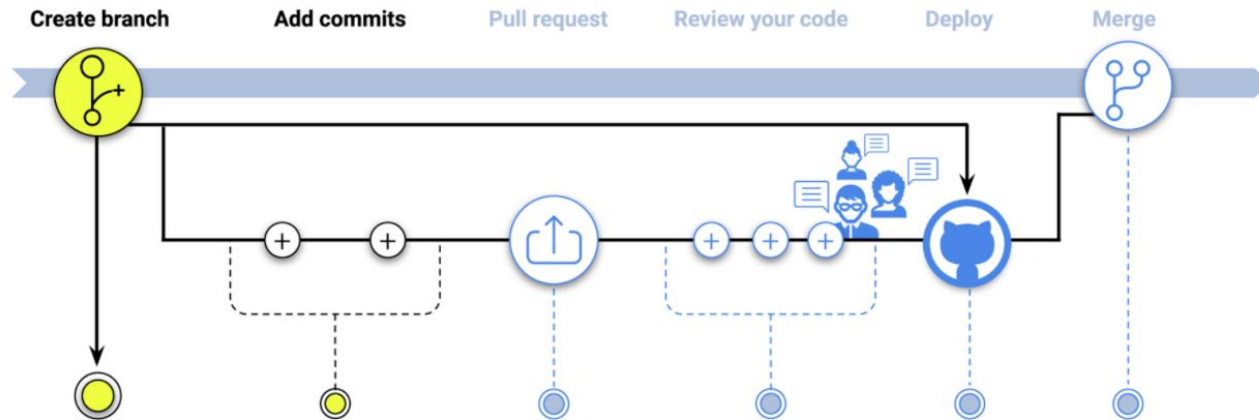 Create branch
Add commits
Pull request
Review your code
Deploy
Merge